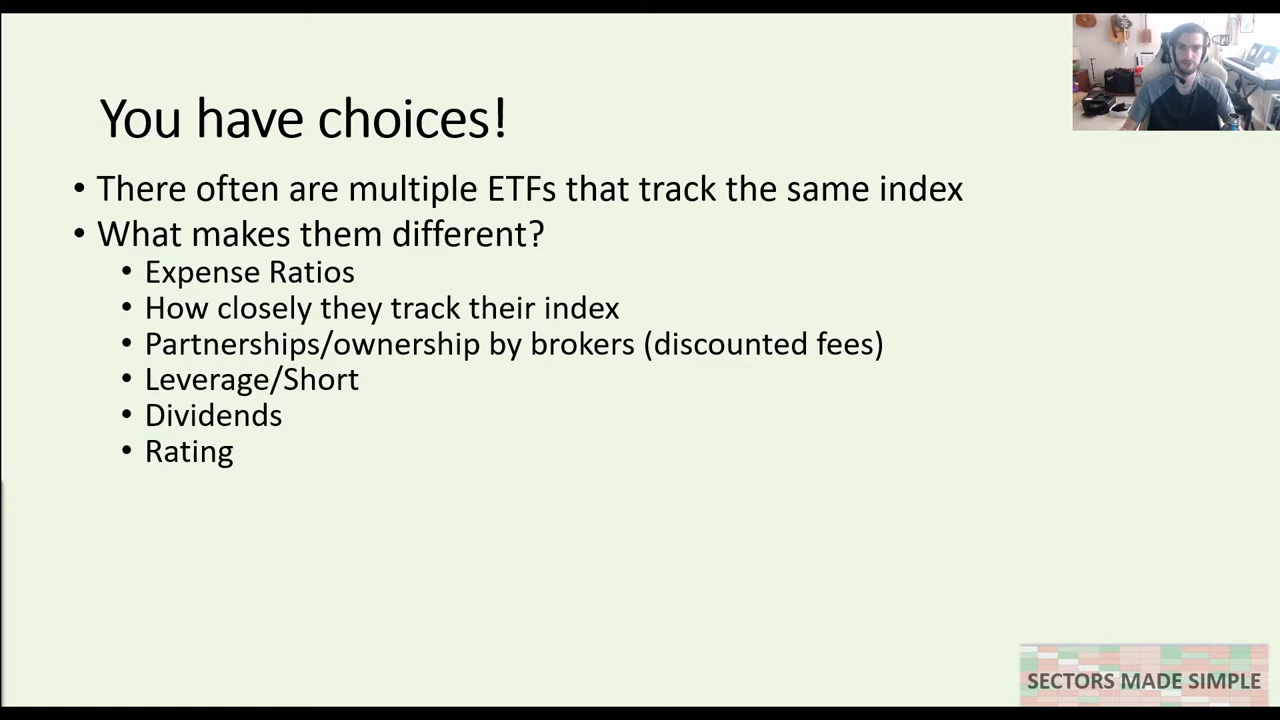 You have choices!
• There often are multiple ETFs that track the same index
• What makes them different?
• Expense Ratios
• How closely they track their index
• Partnerships/ownership by brokers (discounted fees)
• Leverage/Short
• Dividends
• Rating
SECTORS MADE SIMPLE